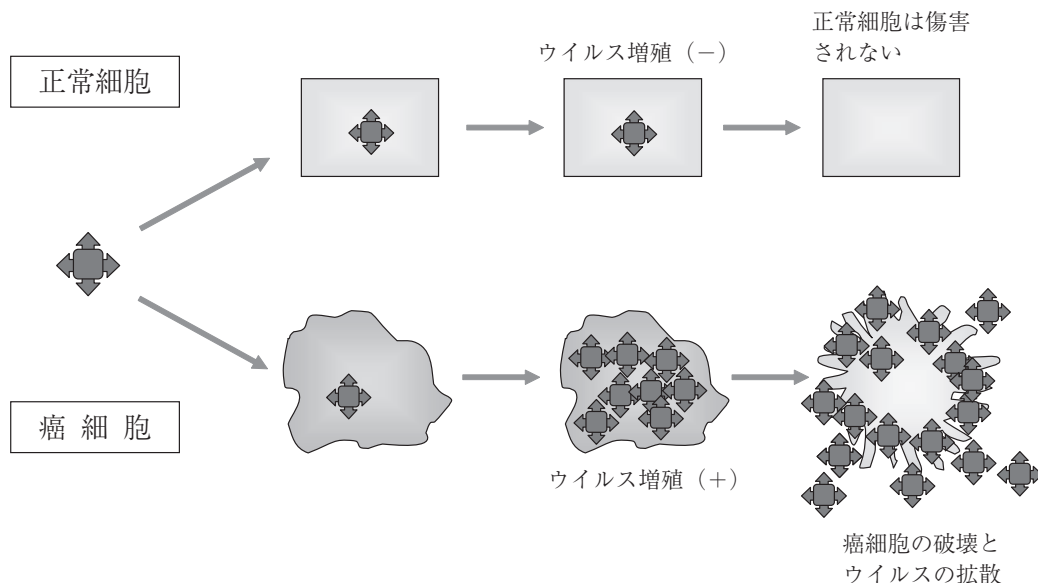 正常細胞
ウイルス増殖（−）
正常細胞は傷害
されない
癌 細 胞
ウイルス増殖（+）
癌細胞の破壊と
ウイルスの拡散